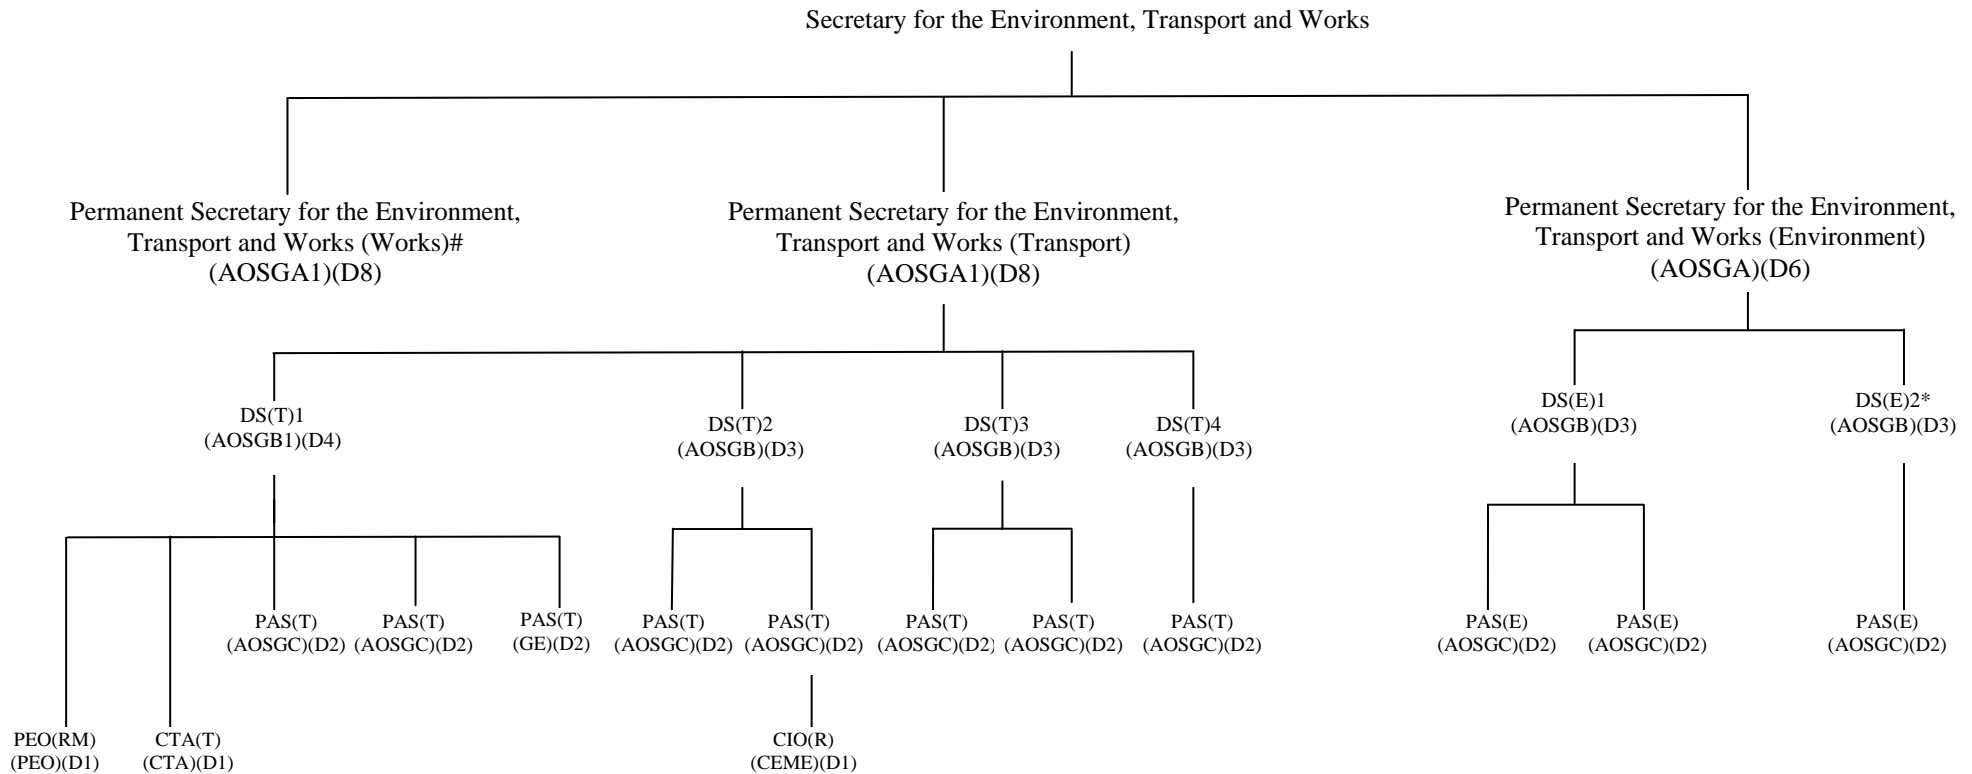 Secretary for the Environment, Transport and Works
Permanent Secretary for the Environment,
Transport and Works (Works)#
(AOSGA1)(D8)
Permanent Secretary for the Environment,
Transport and Works (Transport)
(AOSGA1)(D8)
Permanent Secretary for the Environment,
Transport and Works (Environment)
(AOSGA)(D6)
DS(T)1
(AOSGB1)(D4)
DS(T)2
(AOSGB)(D3)
DS(T)3
(AOSGB)(D3)
DS(T)4
(AOSGB)(D3)
DS(E)1
(AOSGB)(D3)
DS(E)2*
(AOSGB)(D3)
PAS(T)
(AOSGC)(D2)
PAS(T)
(AOSGC)(D2)
PAS(T)
(GE)(D2)
PAS(T)
(AOSGC)(D2)
PAS(T)
(AOSGC)(D2)
PAS(T)
(AOSGC)(D2)
PAS(T)
(AOSGC)(D2)
PAS(T)
(AOSGC)(D2)
PAS(E)
(AOSGC)(D2)
PAS(E)
(AOSGC)(D2)
PAS(E)
(AOSGC)(D2)
PEO(RM)
(PEO)(D1)
CTA(T)
(CTA)(D1)
CIO(R)
(CEME)(D1)